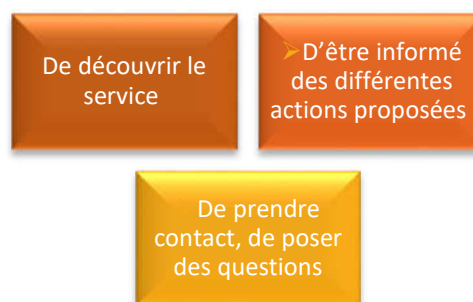 De découvrir le
service
➢D’être informé
des différentes
actions proposées
De prendre
contact, de poser
des questions